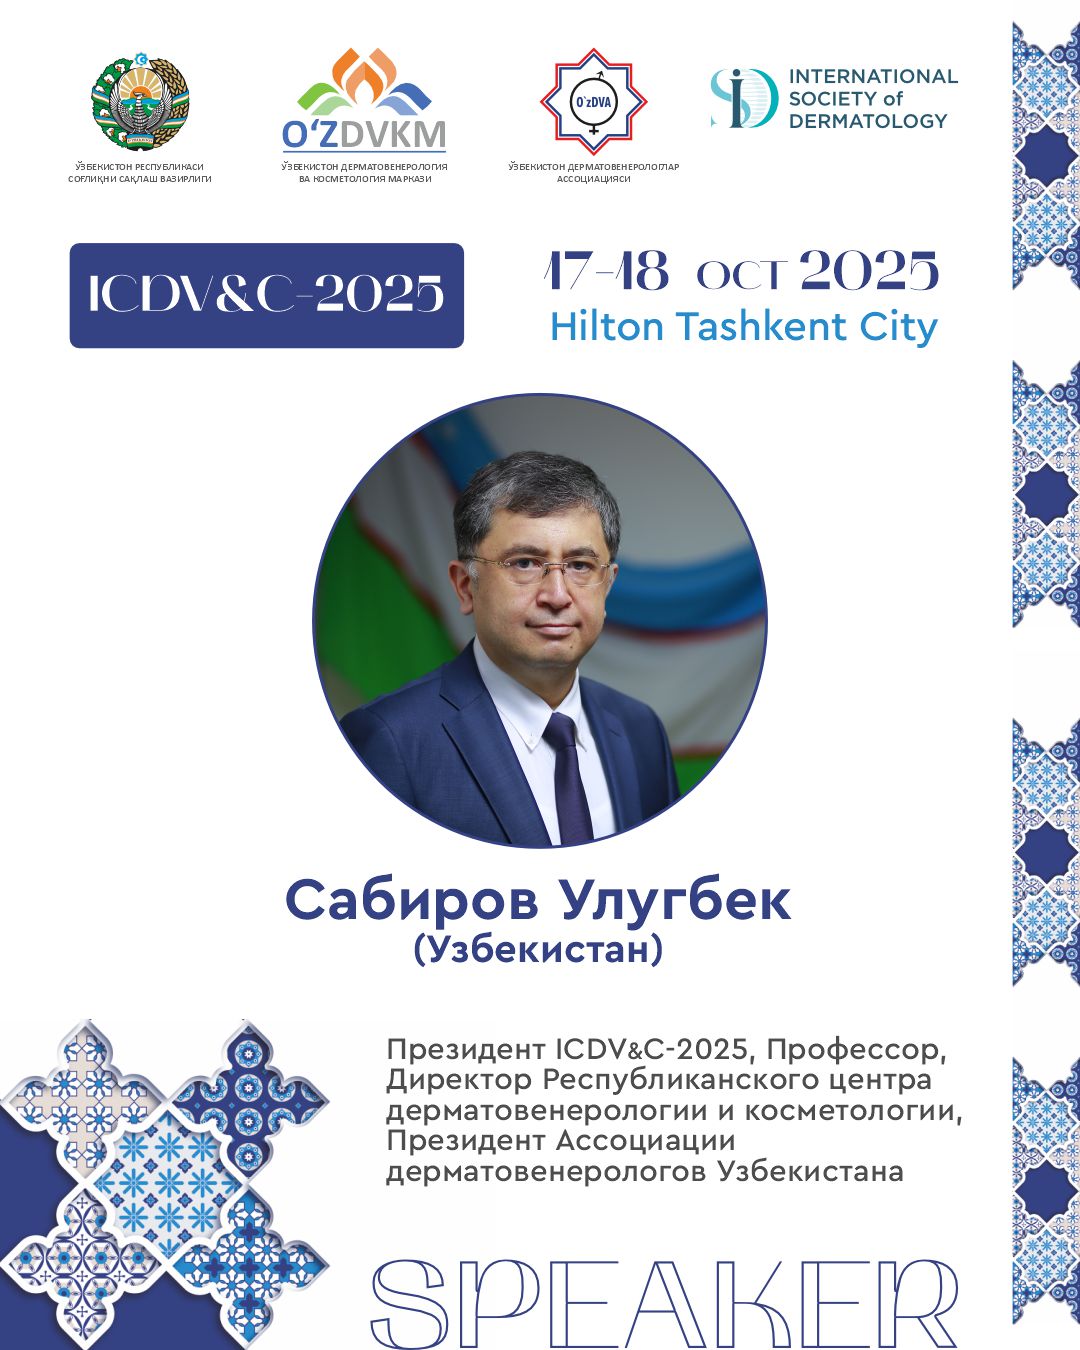 ЎЗБЕКИСТОН РЕСПУБЛИКАСИ
СОҒЛИҚНИ САҚЛАШ ВАЗИРЛИГИ
O‘ZDVKM
ЎЗБЕКИСТОН ДЕРМАТОВЕНЕРОЛОГИЯ
ВА КОСМЕТОЛОГИЯ МАРКАЗИ
O`zDVA
ЎЗБЕКИСТОН ДЕРМАТОВЕНЕРОЛОГЛАР
АССОЦИАЦИЯСИ
SID
INTERNATIONAL
SOCIETY of
DERMATOLOGY
ICDV&C-2025
17-18 OCT 2025
Hilton Tashkent City
Сабиров Улугбек
(Узбекистан)
Президент ICDV&C-2025, Профессор,
Директор Республиканского центра
дерматовенерологии и косметологии,
Президент Ассоциации
дерматовенерологов Узбекистана
SPEAKER